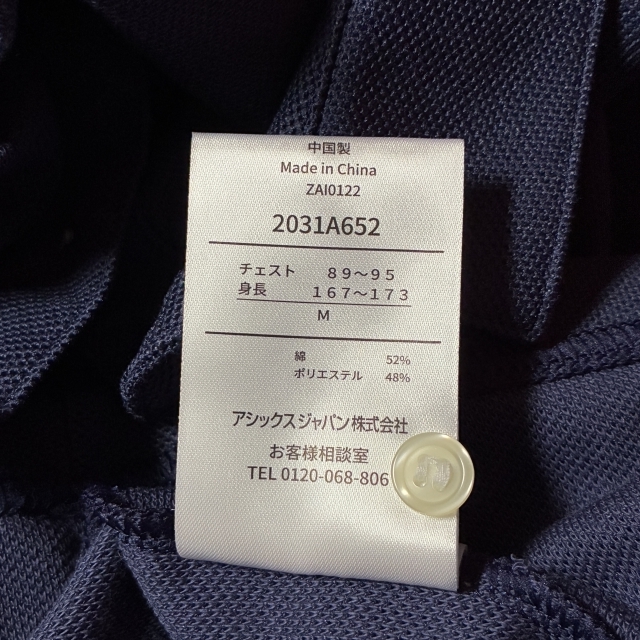 中国製
Made in China
ZAI0122
2031A652
チェスト　８９〜９５
身長　１６７〜１７３
M
綿 52%
ポリエステル 48%
アシックスジャパン株式会社
お客様相談室
TEL 0120-068-806